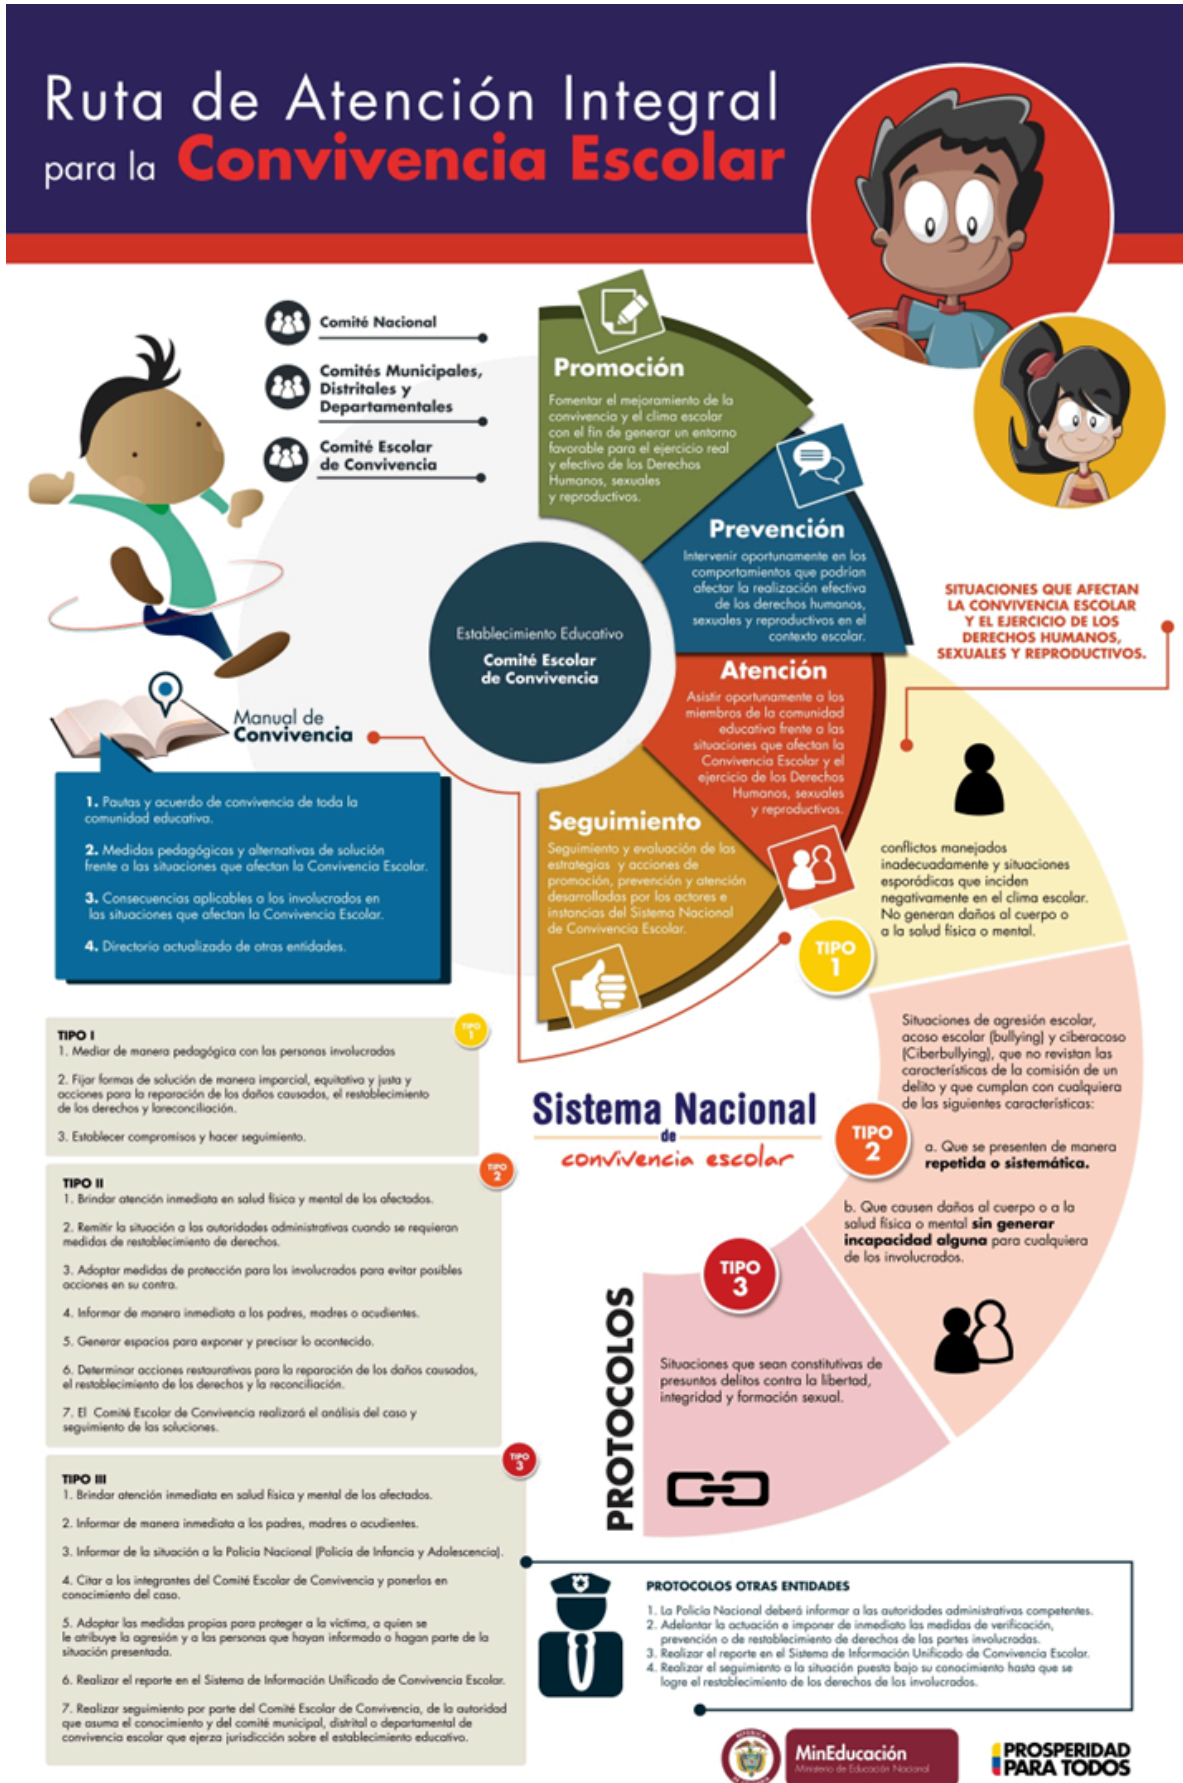 Ruta de Atención Integral
para la Convivencia Escolar
Comité Nacional
Comités Municipales,
Distritales y
Departamentales
Comité Escolar
de Convivencia
Promoción
Fomentar el mejoramiento de la
convivencia y el clima escolar
con el fin de generar un entorno
favorable para el ejercicio real
y efectivo de los Derechos
Humanos, sexuales
y reproductivos.
Prevención
Intervenir oportunamente en los
comportamientos que podrían
afectar la realización efectiva
de los derechos humanos,
sexuales y reproductivos en el
contexto escolar.
Establecimiento Educativo
Comité Escolar
de Convivencia
Atención
Asistir oportunamente a los
miembros de la comunidad
educativa frente a las
situaciones que afectan la
Convivencia Escolar y el
ejercicio de los Derechos
Humanos, sexuales
y reproductivos.
Seguimiento
Seguimiento y evaluación de las
estrategias y acciones de
promoción, prevención y atención
desarrolladas por los actores e
instancias del Sistema Nacional
de Convivencia Escolar.
SITUACIONES QUE AFECTAN
LA CONVIVENCIA ESCOLAR
Y EL EJERCICIO DE LOS
DERECHOS HUMANOS,
SEXUALES Y REPRODUCTIVOS.
Manual de
Convivencia
1. Pautas y acuerdo de convivencia de toda la
comunidad educativa.
2. Medidas pedagógicas y alternativas de solución
frente a las situaciones que afectan la Convivencia Escolar.
3. Consecuencias aplicables a los involucrados en
las situaciones que afectan la Convivencia Escolar.
4. Directorio actualizado de otras entidades.
conflictos manejados
inadecuadamente y situaciones
esporádicas que inciden
negativamente en el clima escolar.
No generan daños al cuerpo o
a la salud física o mental.
TIPO
1
Situaciones de agresión escolar,
acoso escolar (bullying) y ciberacoso
(Ciberbullying), que no revistan las
características de la comisión de un
delito y que cumplan con cualquiera
de las siguientes características:
TIPO
2
a. Que se presenten de manera
repetida o sistemática.
b. Que causen daños al cuerpo o a la
salud física o mental sin generar
incapacidad alguna para cualquiera
de los involucrados.
TIPO
3
Situaciones que sean constitutivas de
presuntos delitos contra la libertad,
integridad y formación sexual.
PROTOCOLOS
Sistema Nacional
de
convivencia escolar
TIPO
1
TIPO I
1. Mediar de manera pedagógica con las personas involucradas
2. Fijar formas de solución de manera imparcial, equitativa y justa y
acciones para la reparación de los daños causados, el restablecimiento
de los derechos y lareconciliación.
3. Establecer compromisos y hacer seguimiento.
TIPO
2
TIPO II
1. Brindar atención inmediata en salud física y mental de los afectados.
2. Remitir la situación a las autoridades administrativas cuando se requieran
medidas de restablecimiento de derechos.
3. Adoptar medidas de protección para los involucrados para evitar posibles
acciones en su contra.
4. Informar de manera inmediata a los padres, madres o acudientes.
5. Generar espacios para exponer y precisar lo acontecido.
6. Determinar acciones restaurativas para la reparación de los daños causados,
el restablecimiento de los derechos y la reconciliación.
7. El Comité Escolar de Convivencia realizará el análisis del caso y
seguimiento de las soluciones.
TIPO
3
TIPO III
1. Brindar atención inmediata en salud física y mental de los afectados.
2. Informar de manera inmediata a los padres, madres o acudientes.
3. Informar de la situación a la Policía Nacional (Policía de Infancia y Adolescencia).
4. Citar a los integrantes del Comité Escolar de Convivencia y ponerlos en
conocimiento del caso.
5. Adoptar las medidas propias para proteger a la víctima, a quien se
le atribuye la agresión y a las personas que hayan informado o hagan parte de la
situación presentada.
6. Realizar el reporte en el Sistema de Información Unificado de Convivencia Escolar.
7. Realizar seguimiento por parte del Comité Escolar de Convivencia, de la autoridad
que asuma el conocimiento y del comité municipal, distrital o departamental de
convivencia escolar que ejerza jurisdicción sobre el establecimiento educativo.
PROTOCOLOS OTRAS ENTIDADES
1. La Policía Nacional deberá informar a las autoridades administrativas competentes.
2. Adelantar la actuación e imponer de inmediato las medidas de verificación,
prevención o de restablecimiento de derechos de las partes involucradas.
3. Realizar el reporte en el Sistema de Información Unificado de Convivencia Escolar.
4. Realizar el seguimiento a la situación puesta bajo su conocimiento hasta que se
logre el restablecimiento de los derechos de los involucrados.
MinEducación
Ministerio de Educación Nacional
PROSPERIDAD
PARA TODOS